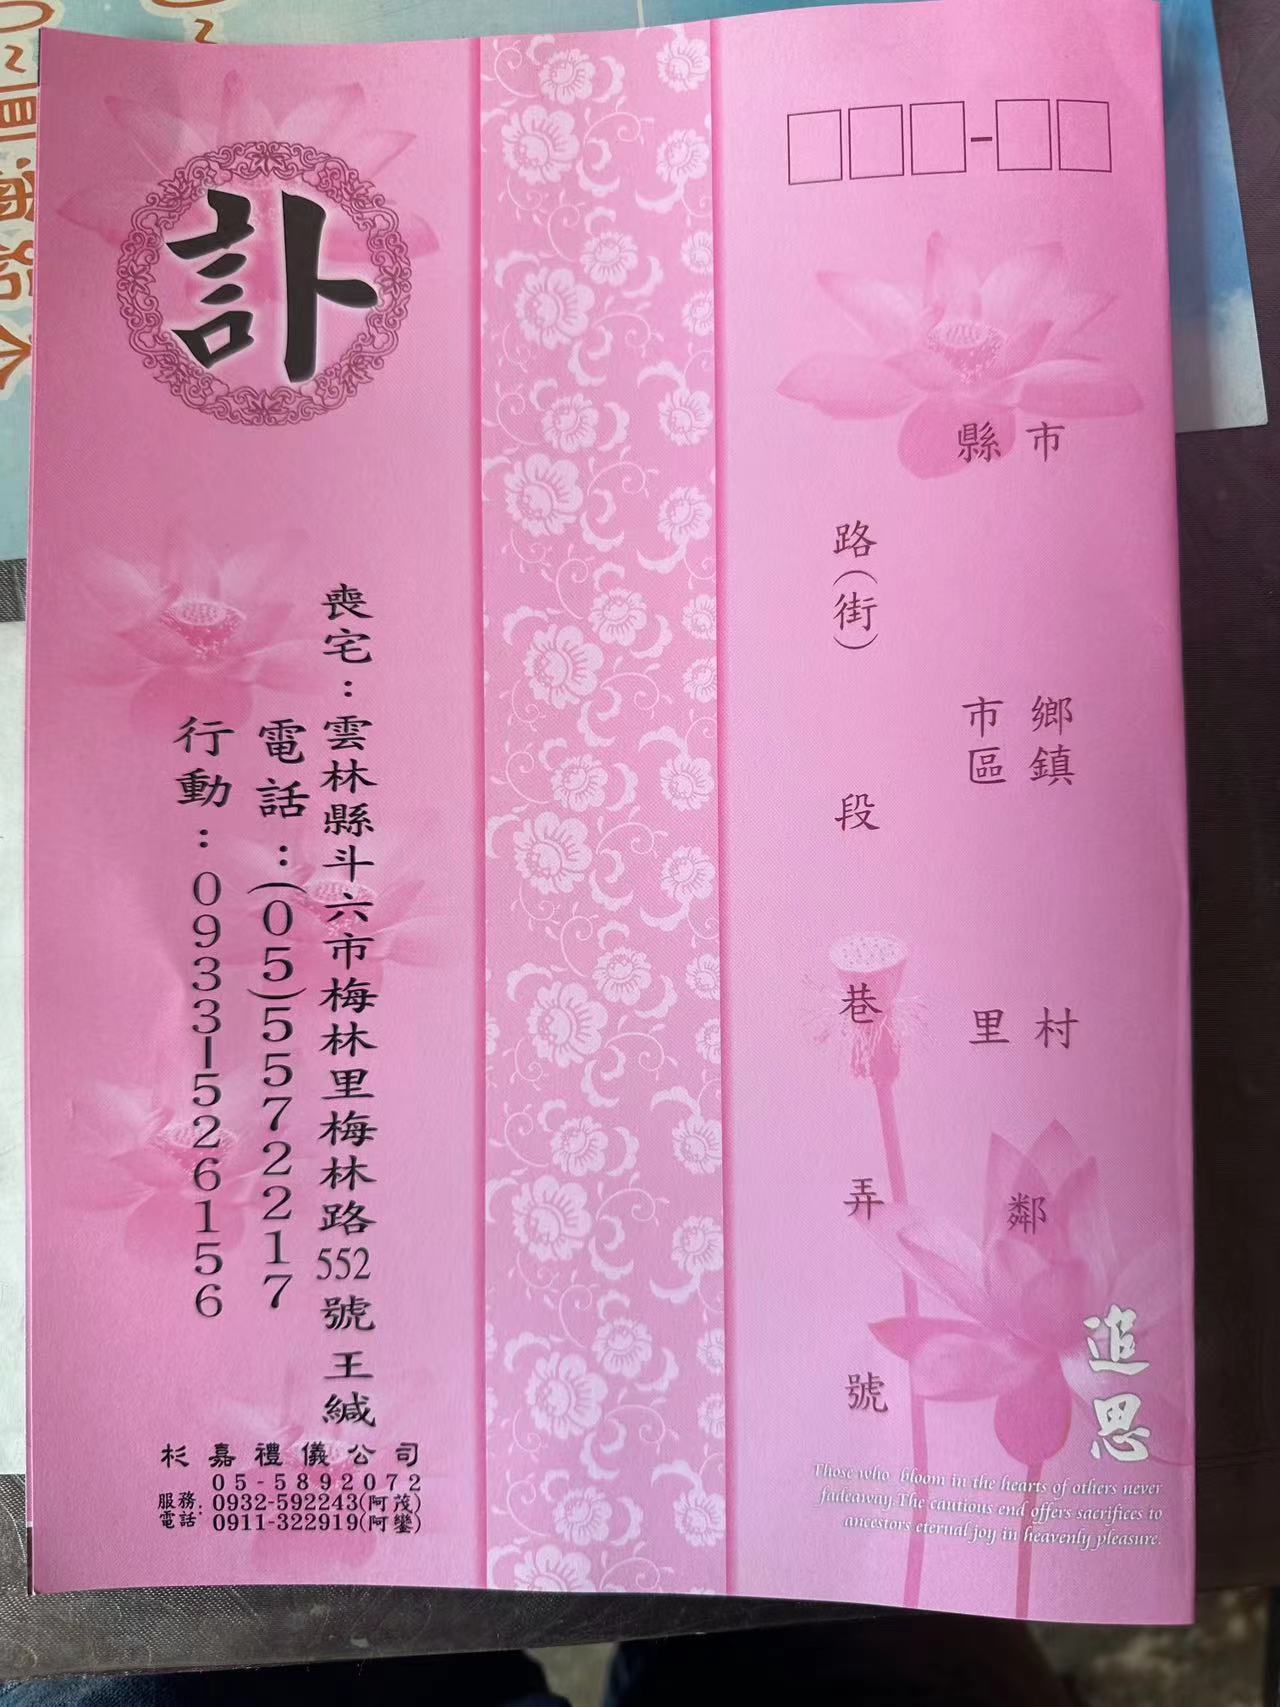 市
縣
鄉鎮
市區
村
里
鄰
路(街)
段
巷
弄
號
追思
Those who bloom in the hearts of others never
fadeaway.The cautious end offers sacrifices to
ancestors eternal joy in heavenly pleasure.
訃
喪宅：雲林縣斗六市梅林里梅林路552號 王緘
電話：(05)5572217
行動：0933-526156
杉嘉禮儀公司
05-5892072
服務電話：0932-592243(阿茂)
0911-322919(阿鑾)